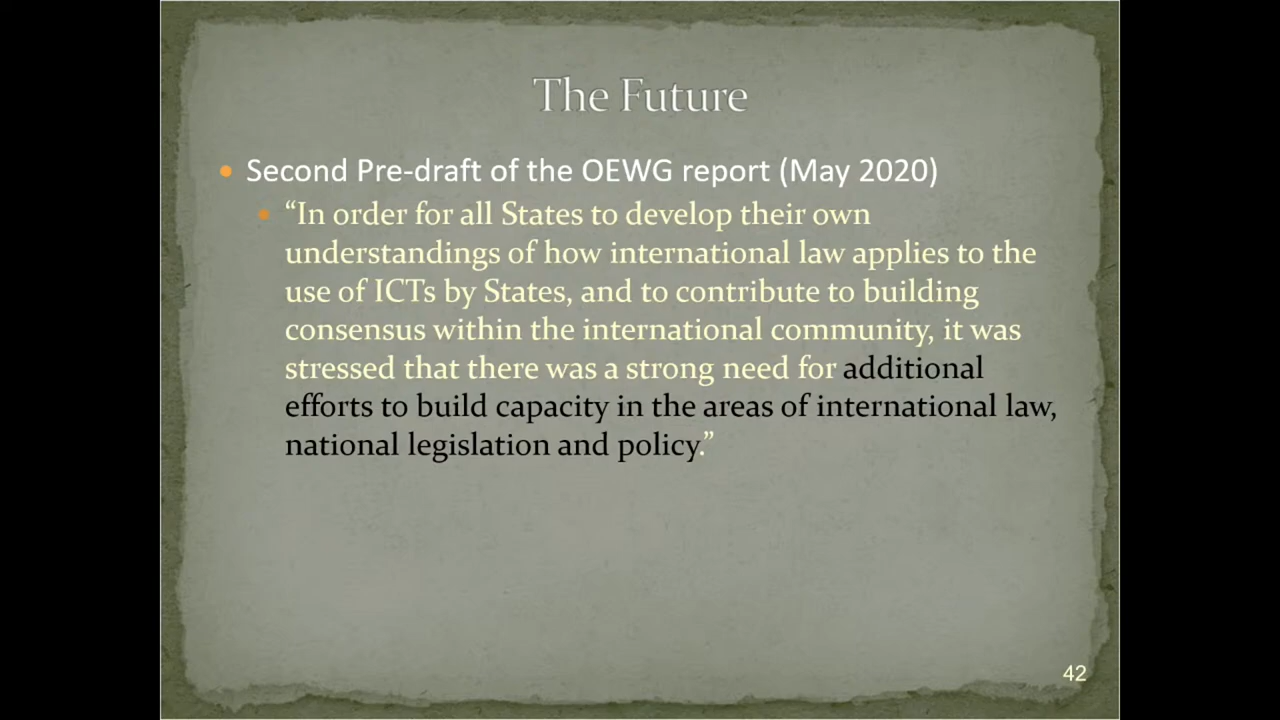 The Future
• Second Pre-draft of the OEWG report (May 2020)
• “In order for all States to develop their own
understandings of how international law applies to the
use of ICTs by States, and to contribute to building
consensus within the international community, it was
stressed that there was a strong need for additional
efforts to build capacity in the areas of international law,
national legislation and policy.”
42